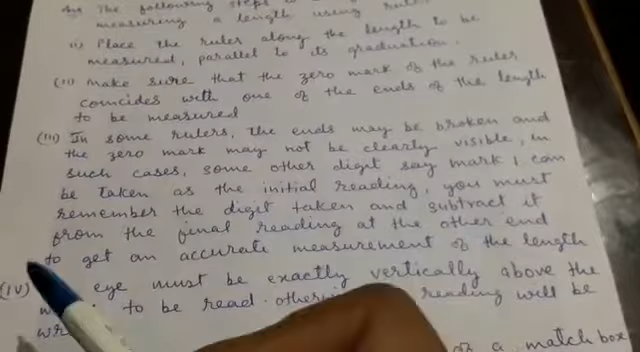 Ans The following steps
measuring a length using ruler
(i) Place the ruler along the length to be
measured, parallel to its graduation.
(ii) make sure that the zero mark of the ruler
coincides with one of the ends of the length
to be measured
(iii) In some rulers, the ends may be broken and
the zero mark may not be clearly visible, in
such cases, some other digit say mark 1 can
be taken as the initial reading, you must
remember the digit taken and subtract it
from the final reading at the other end
to get an accurate measurement of the length
(iv) eye must be exactly vertically above the
to be read. reading will be
of a match box